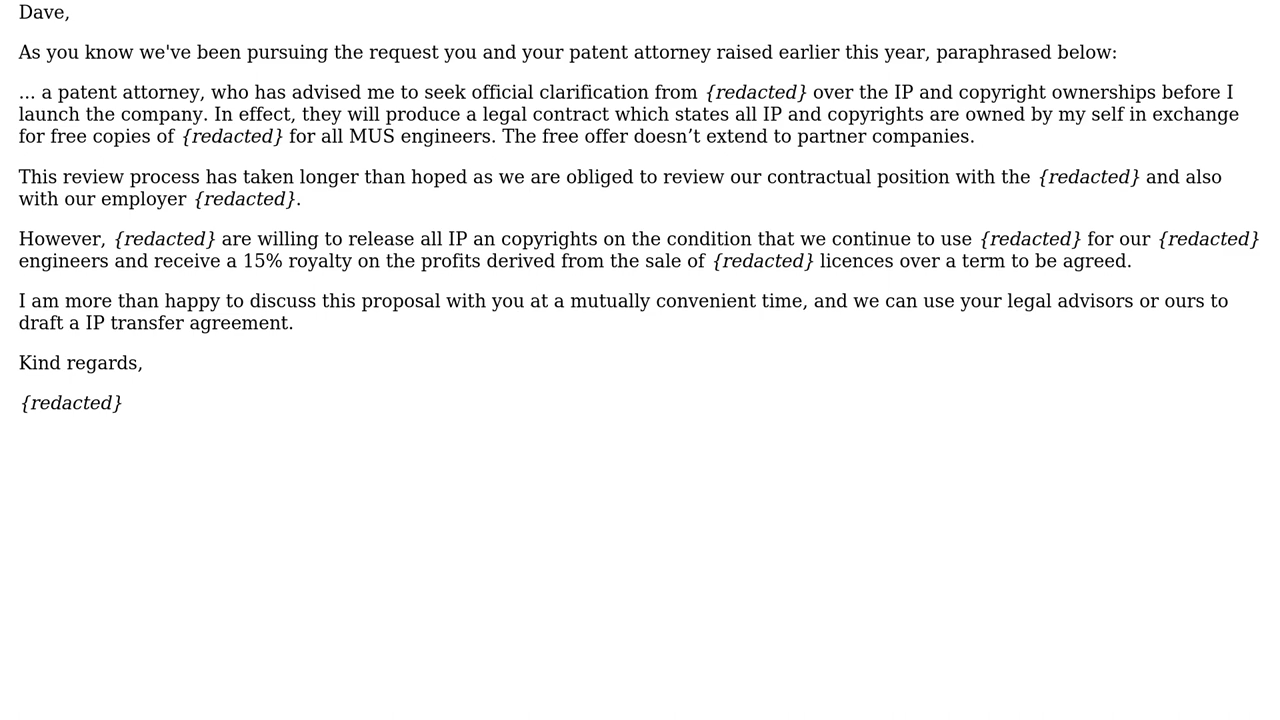 Dave,
As you know we've been pursuing the request you and your patent attorney raised earlier this year, paraphrased below:
... a patent attorney, who has advised me to seek official clarification from {redacted} over the IP and copyright ownerships before I
launch the company. In effect, they will produce a legal contract which states all IP and copyrights are owned by my self in exchange
for free copies of {redacted} for all MUS engineers. The free offer doesn’t extend to partner companies.
This review process has taken longer than hoped as we are obliged to review our contractual position with the {redacted} and also
with our employer {redacted}.
However, {redacted} are willing to release all IP an copyrights on the condition that we continue to use {redacted} for our {redacted}
engineers and receive a 15% royalty on the profits derived from the sale of {redacted} licences over a term to be agreed.
I am more than happy to discuss this proposal with you at a mutually convenient time, and we can use your legal advisors or ours to
draft a IP transfer agreement.
Kind regards,
{redacted}